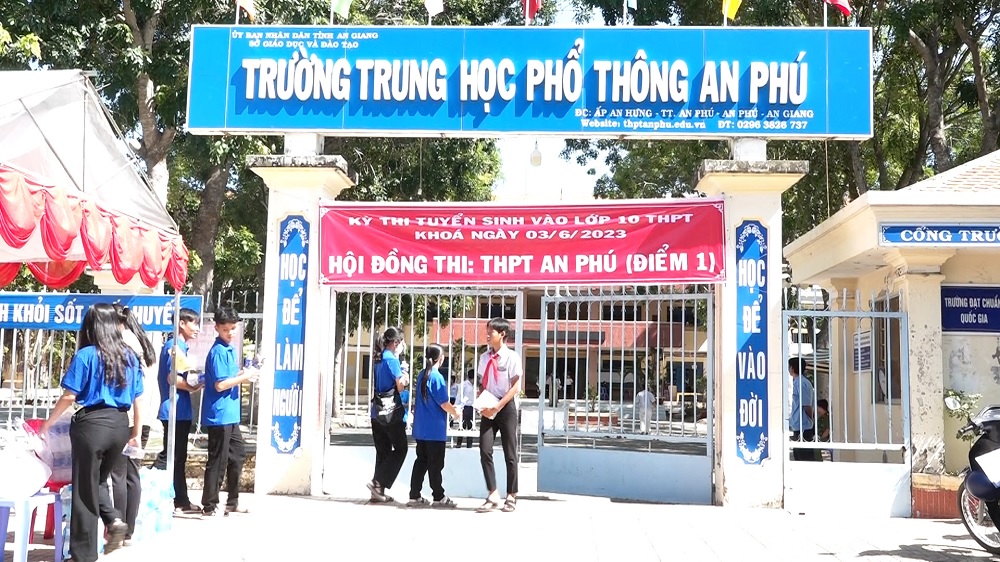 ỦY BAN NHÂN DÂN TỈNH AN GIANG
SỞ GIÁO DỤC VÀ ĐÀO TẠO
TRƯỜNG TRUNG HỌC PHỔ THÔNG AN PHÚ
ĐC: ẤP AN HƯNG - TT. AN PHÚ - AN PHÚ - AN GIANG
Website: thptanphu.edu.vn ĐT: 0296 3826 737
KỲ THI TUYỂN SINH VÀO LỚP 10 THPT
KHOÁ NGÀY 03/6/2023
HỘI ĐỒNG THI: THPT AN PHÚ (ĐIỂM 1)
HỌC ĐỂ LÀM NGƯỜI
HỌC ĐỂ VÀO ĐỜI
CỔNG TRƯ
TRƯỜNG ĐẠT CHUẨ
QUỐC GIA
H KHỎI SỐT HUYẾ